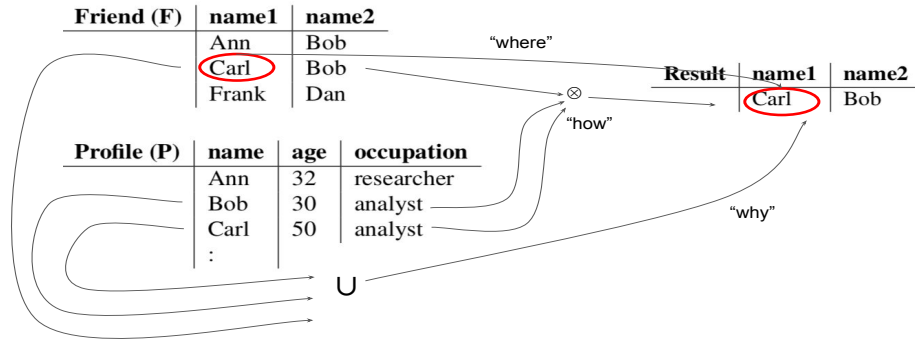 Friend (F) name1 name2
Ann Bob
Carl Bob
Frank Dan
"where"
Result name1 name2
Carl Bob
⊗
"how"
Profile (P) name age occupation
Ann 32 researcher
Bob 30 analyst
Carl 50 analyst
:
"why"
∪